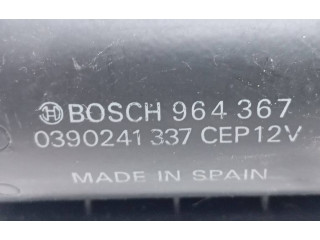 BOSCH 964 367
0390241 337 CEP12V
MADE IN SPAIN